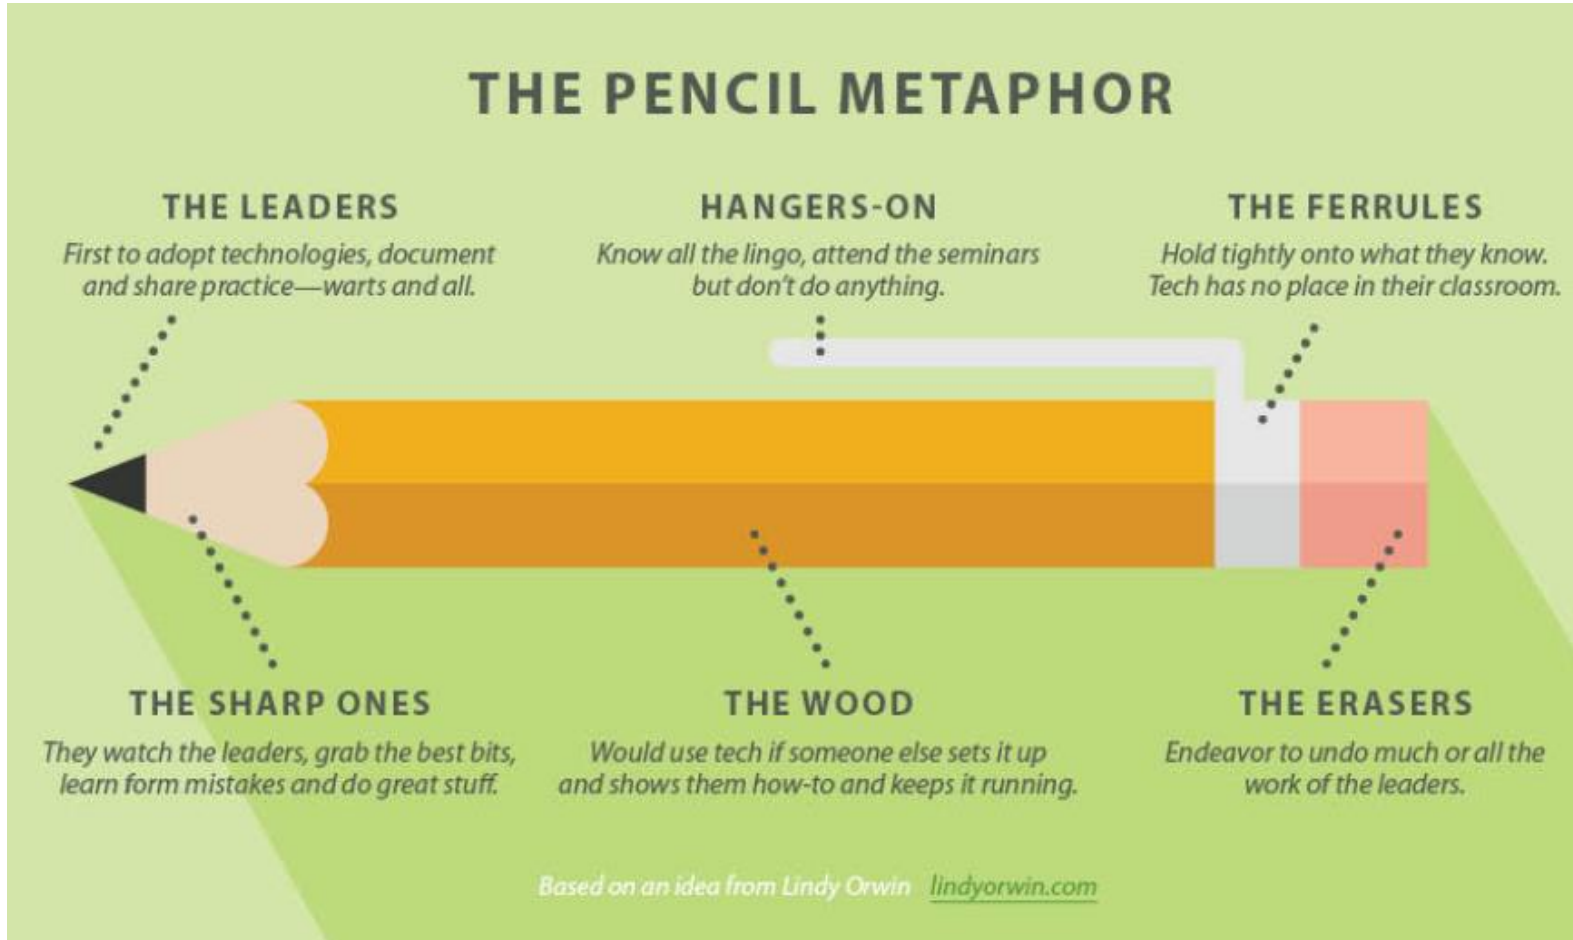 THE PENCIL METAPHOR
THE LEADERS
First to adopt technologies, document
and share practice—warts and all.
HANGERS-ON
Know all the lingo, attend the seminars
but don't do anything.
THE FERRULES
Hold tightly onto what they know.
Tech has no place in their classroom.
THE SHARP ONES
They watch the leaders, grab the best bits,
learn form mistakes and do great stuff.
THE WOOD
Would use tech if someone else sets it up
and shows them how-to and keeps it running.
THE ERASERS
Endeavor to undo much or all the
work of the leaders.
Based on an idea from Lindy Orwin lindyorwin.com